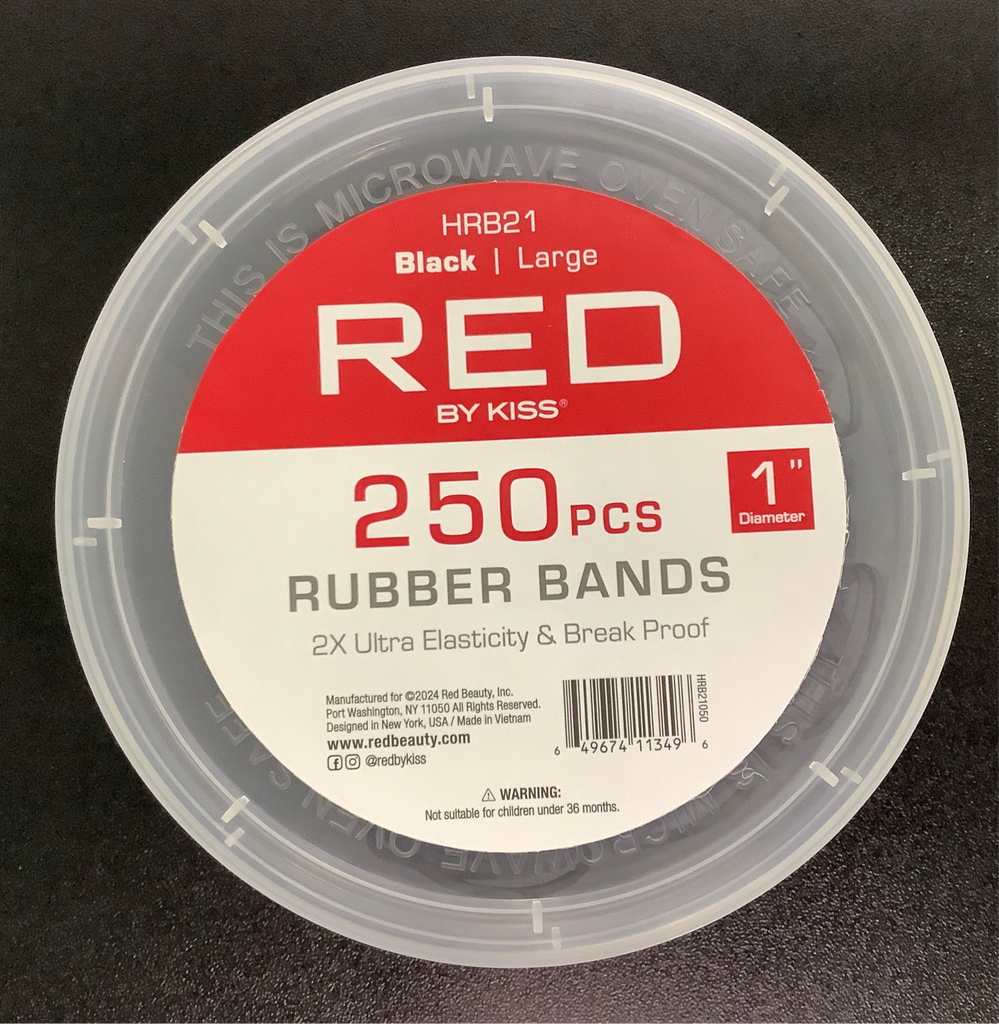 THIS IS MICROWAVE OVEN SAFE
HRB21
Black | Large
RED
BY KISS®
250 PCS
1"
Diameter
RUBBER BANDS
2X Ultra Elasticity & Break Proof
Manufactured for ©2024 Red Beauty, Inc.
Port Washington, NY 11050 All Rights Reserved.
Designed in New York, USA / Made in Vietnam
www.redbeauty.com
@redbykiss
HRB21050
6 49674 11349 6
⚠ WARNING:
Not suitable for children under 36 months.
THIS IS MICROWAVE OVEN SAFE